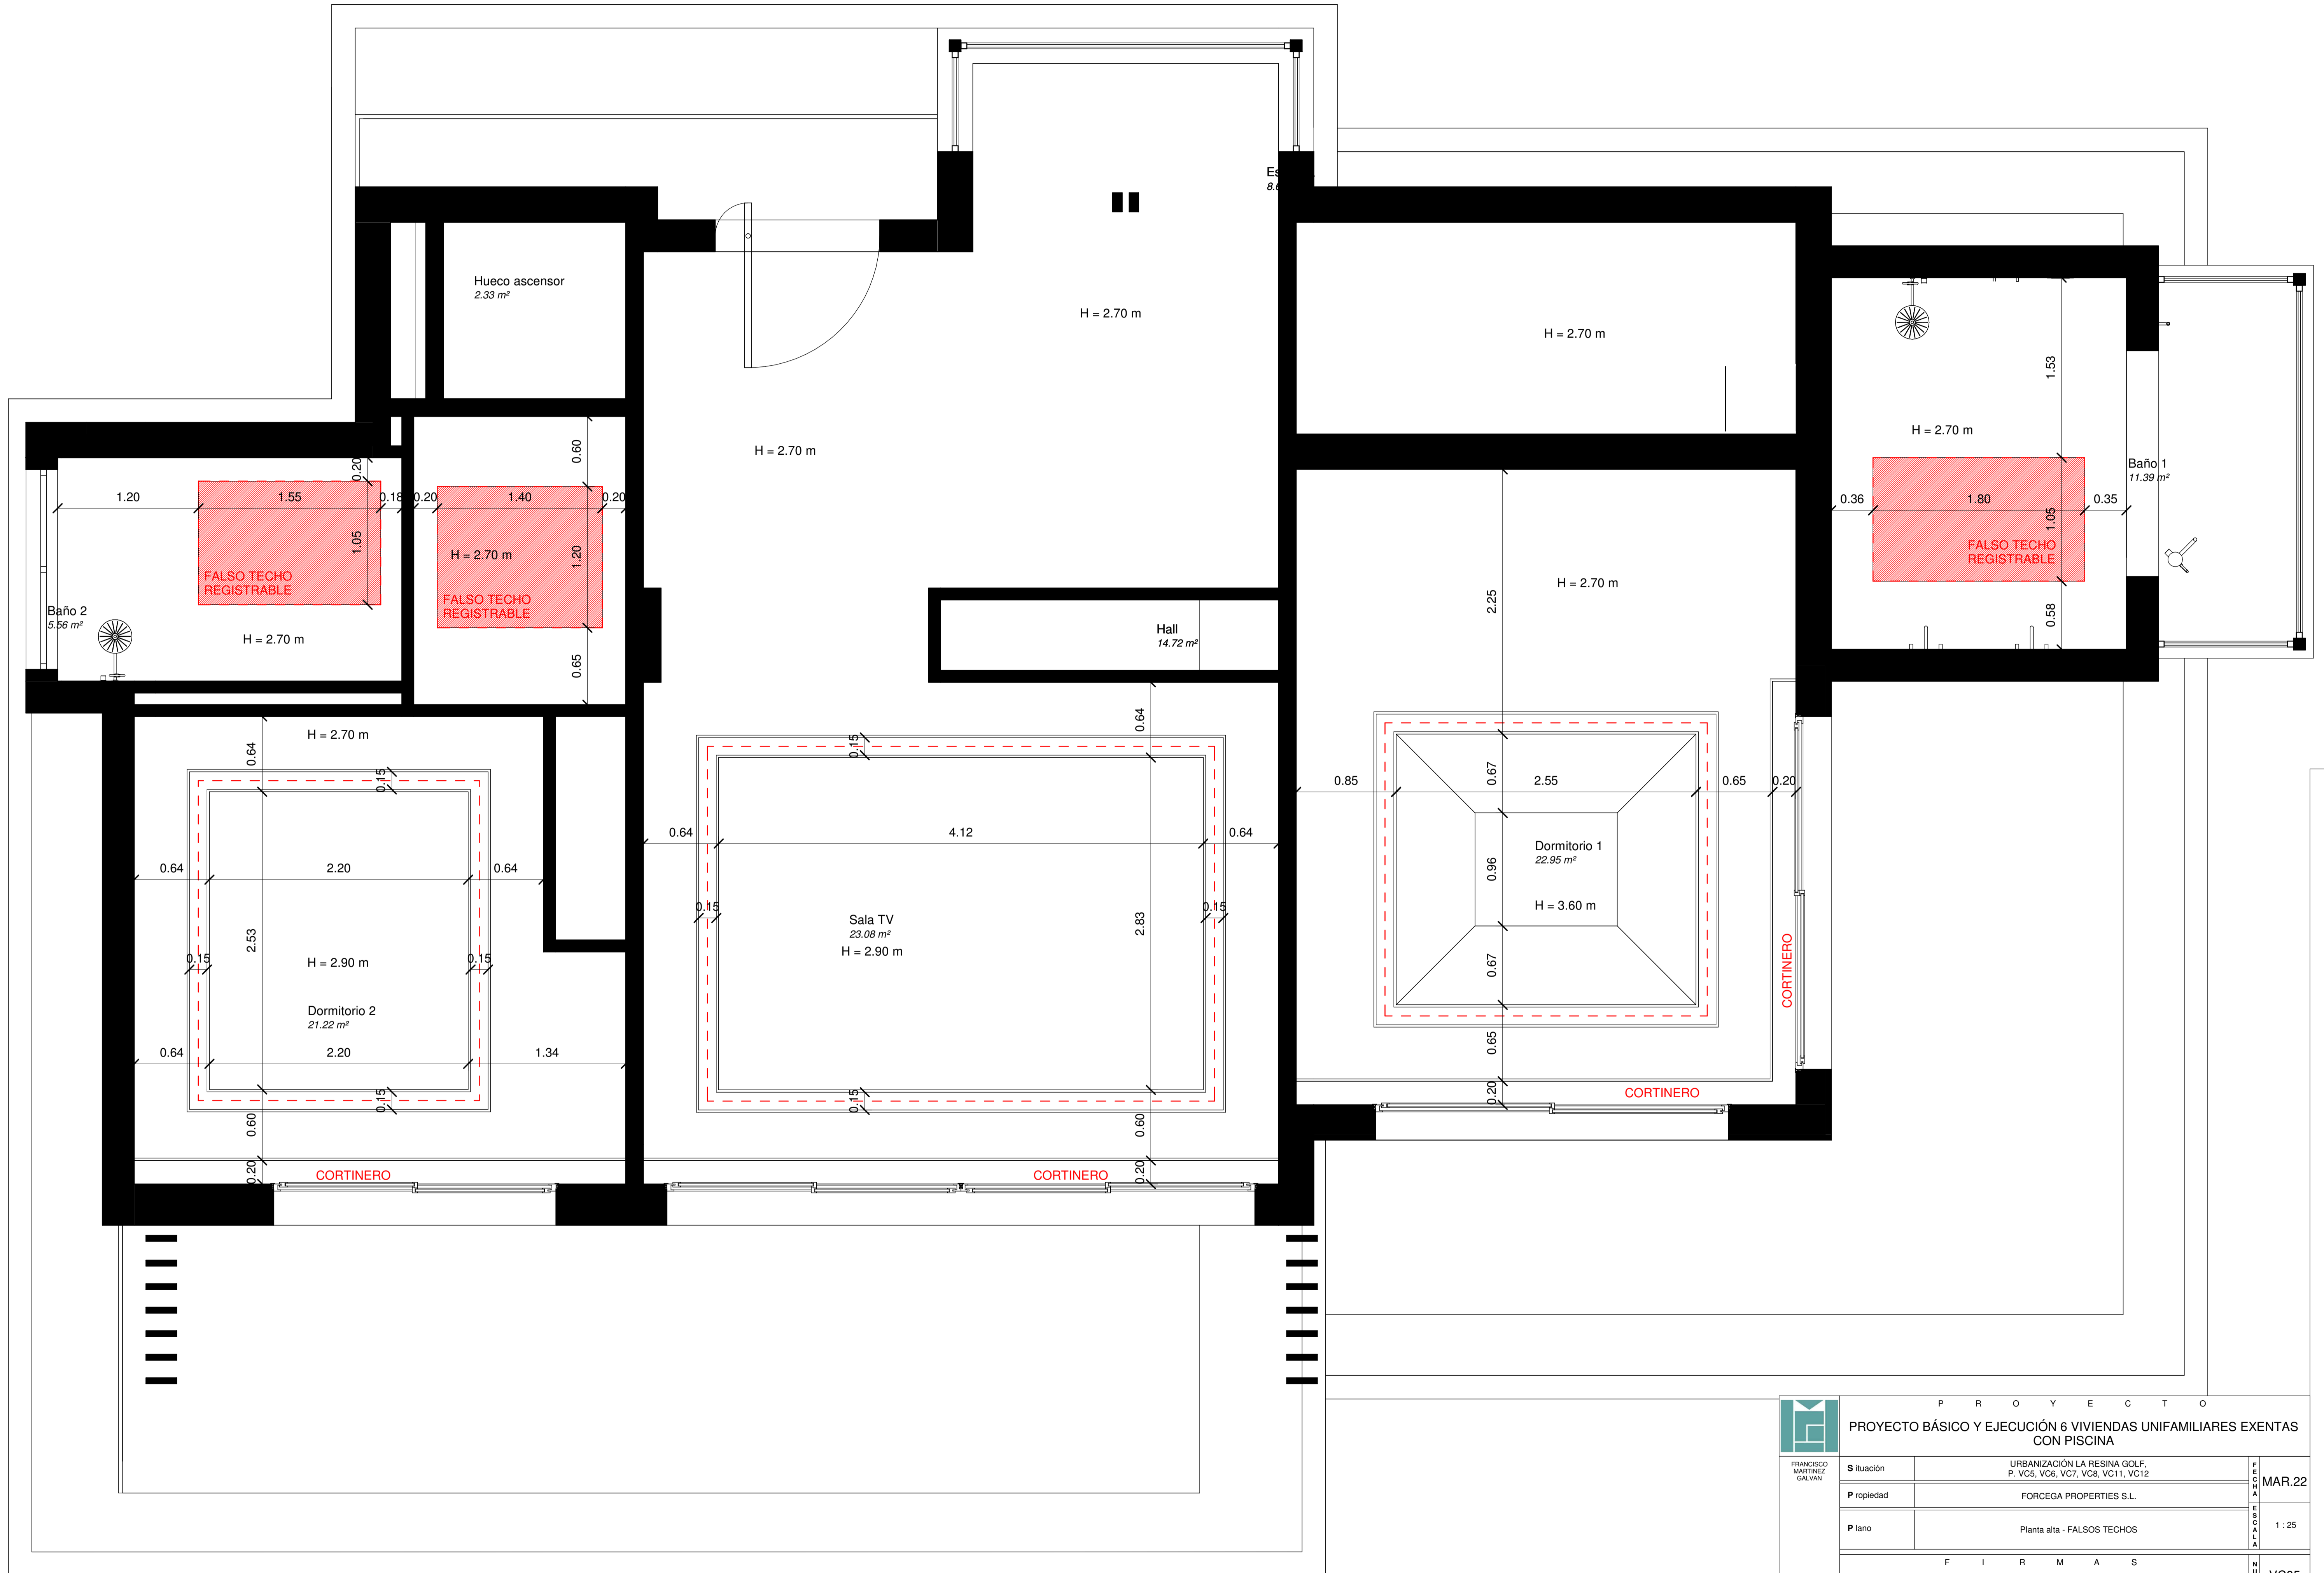 Es
8.6
Hueco ascensor
2.33 m²
H = 2.70 m
H = 2.70 m
1.53
0.60
H = 2.70 m
H = 2.70 m
0.20
Baño 1
11.39 m²
1.20
1.55
0.18
0.20
1.40
0.20
0.36
1.80
0.35
1.05
1.20
H = 2.70 m
1.05
FALSO TECHO
REGISTRABLE
FALSO TECHO
REGISTRABLE
FALSO TECHO
REGISTRABLE
H = 2.70 m
2.25
0.58
Baño 2
5.56 m²
H = 2.70 m
Hall
14.72 m²
0.65
H = 2.70 m
0.64
0.15
0.64
0.15
0.67
0.85
2.55
0.65
0.20
0.64
4.12
0.64
Dormitorio 1
22.95 m²
0.96
H = 3.60 m
0.64
2.20
0.64
0.15
0.15
Sala TV
23.08 m²
H = 2.90 m
2.83
2.53
H = 2.90 m
0.15
0.15
0.67
CORTINERO
Dormitorio 2
21.22 m²
0.64
2.20
1.34
0.65
0.15
0.15
0.20
CORTINERO
0.60
0.60
0.20
CORTINERO
CORTINERO
0.20
P R O Y E C T O
PROYECTO BÁSICO Y EJECUCIÓN 6 VIVIENDAS UNIFAMILIARES EXENTAS
CON PISCINA
FRANCISCO
MARTINEZ
GALVAN
S ituación
URBANIZACIÓN LA RESINA GOLF,
P. VC5, VC6, VC7, VC8, VC11, VC12
FECHA
MAR.22
P ropiedad
FORCEGA PROPERTIES S.L.
P lano
Planta alta - FALSOS TECHOS
ESCALA
1 : 25
F I R M A S